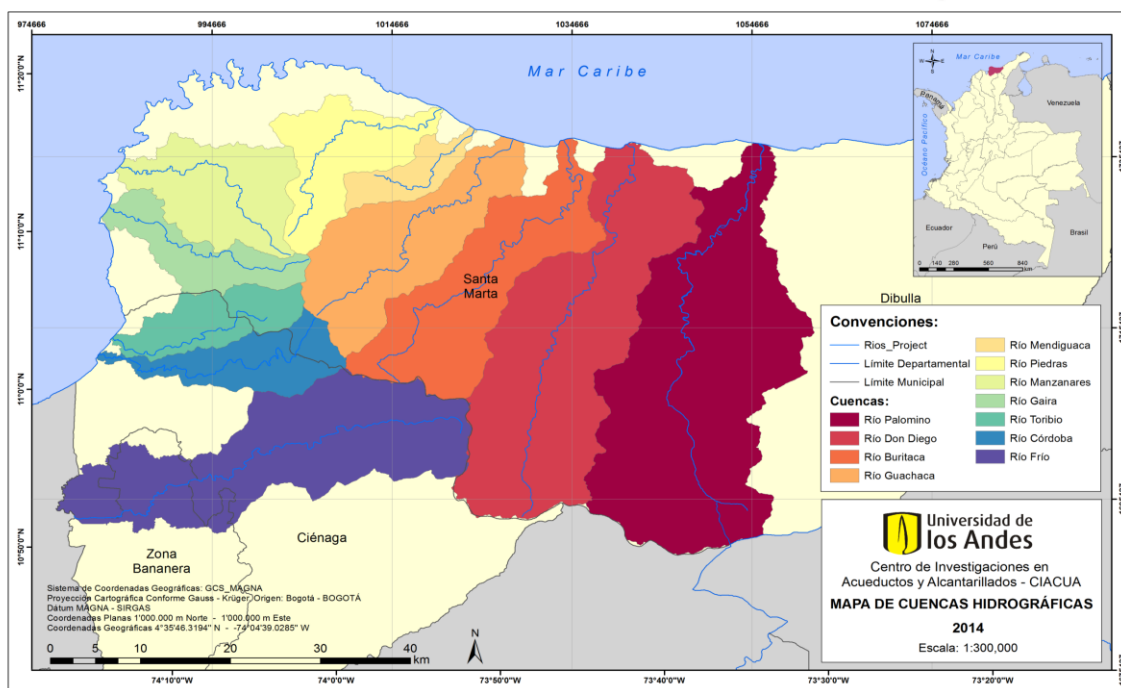 974666 994666 1014666 1034666 1054666 1074666
Mar Caribe
11°20'0"N
11°10'0"N
11°0'0"N
10°50'0"N
Santa
Marta
Dibulla
Ciénaga
Zona
Bananera
N
Mar Caribe
Panamá
Venezuela
Océano Pacífico
Ecuador
Perú
Brasil
0 140 280 560 840
km
Convenciones:
Rios_Project
Límite Departamental
Límite Municipal
Cuencas:
Río Palomino
Río Don Diego
Río Buritaca
Río Guachaca
Río Mendiguaca
Río Piedras
Río Manzanares
Río Gaira
Río Toribio
Río Córdoba
Río Frío
Universidad de
los Andes
Centro de Investigaciones en
Acueductos y Alcantarillados - CIACUA
MAPA DE CUENCAS HIDROGRÁFICAS
2014
Escala: 1:300,000
Sistema de Coordenadas Geográficas: GCS_MAGNA
Proyección Cartográfica Conforme Gauss - Krüger, Origen: Bogotá - BOGOTÁ
Dátum MAGNA - SIRGAS
Coordenadas Planas 1'000.000 m Norte - 1'000.000 m Este
Coordenadas Geográficas 4°35'46.3194" N - -74°04'39.0285" W
0 5 10 20 30 40
km
N
74°10'0"W 74°0'0"W 73°50'0"W 73°40'0"W 73°30'0"W 73°20'0"W